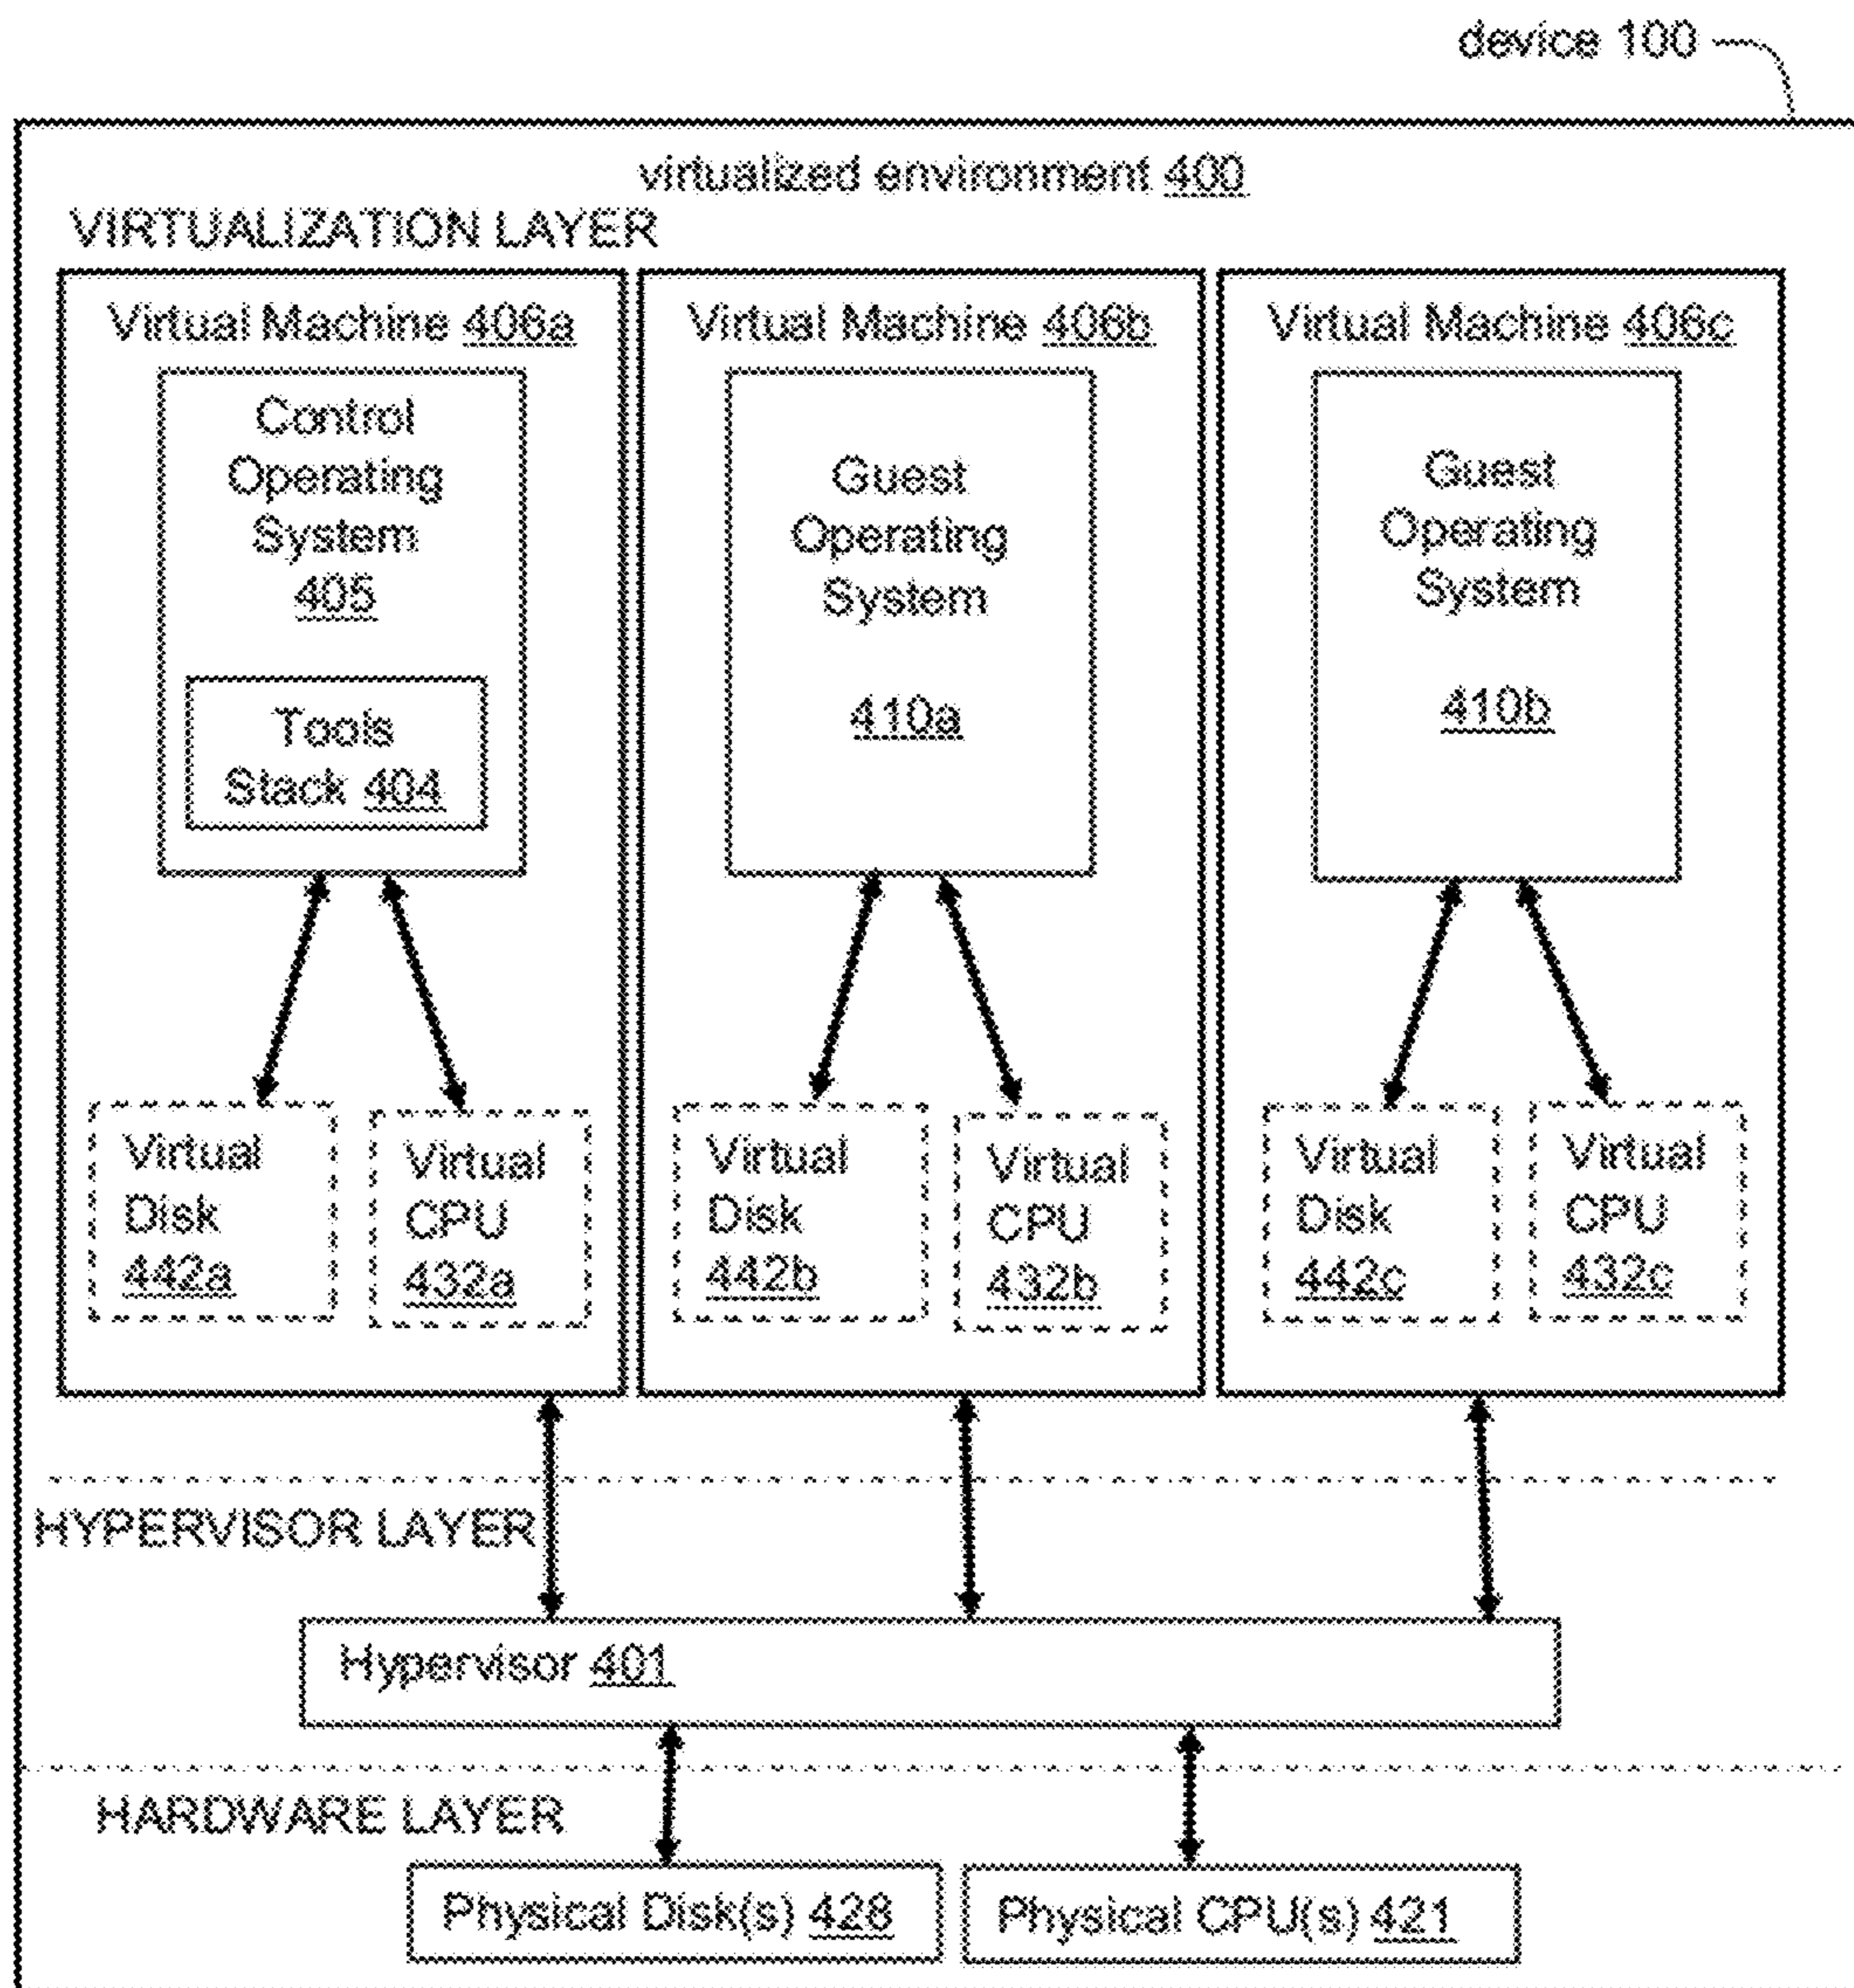 device 100
virtualized environment 400
VIRTUALIZATION LAYER
Virtual Machine 406a
Control
Operating
System
405
Tools
Stack 404
Virtual
Disk
442a
Virtual
CPU
432a
Virtual Machine 406b
Guest
Operating
System
410a
Virtual
Disk
442b
Virtual
CPU
432b
Virtual Machine 406c
Guest
Operating
System
410b
Virtual
Disk
442c
Virtual
CPU
432c
HYPERVISOR LAYER
Hypervisor 401
HARDWARE LAYER
Physical Disk(s) 428
Physical CPU(s) 421